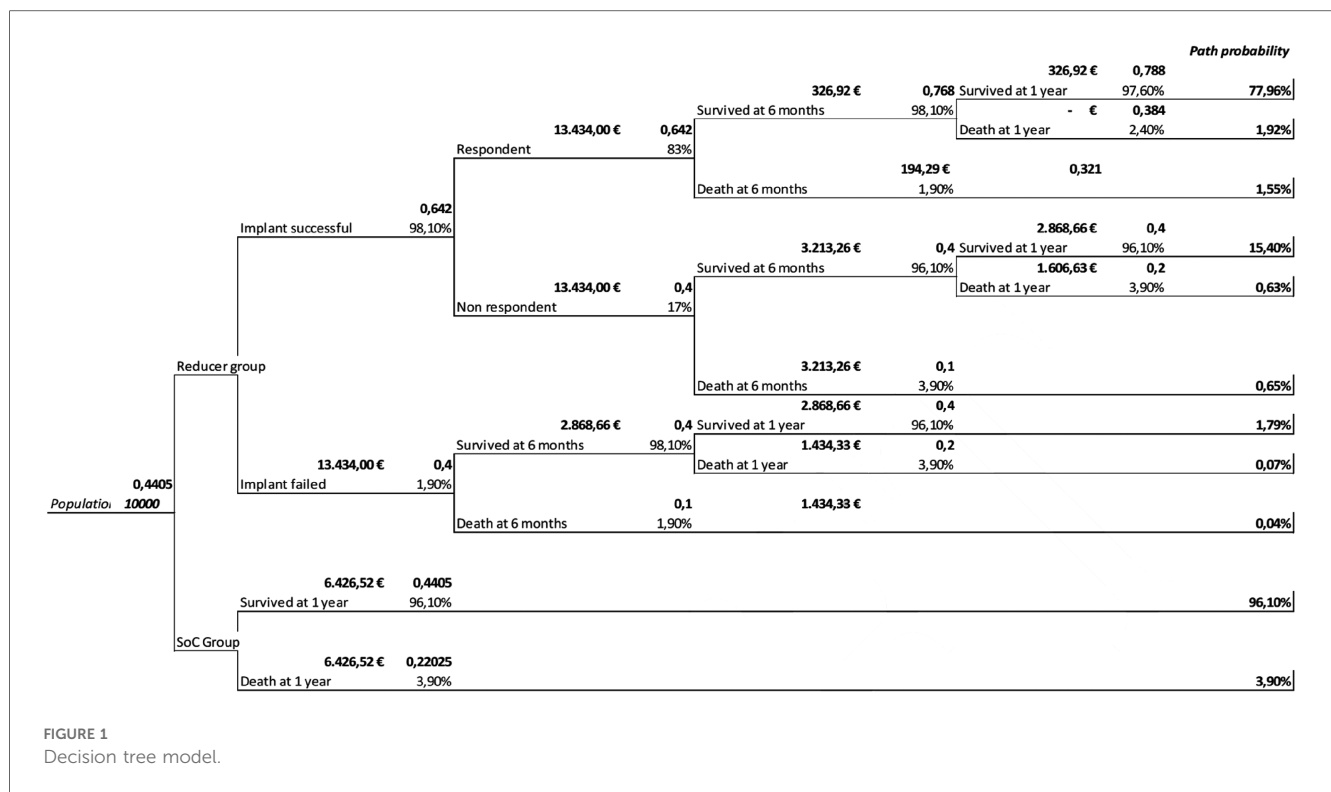 Path probability
326,92 € 0,788
326,92 € 0,768 Survived at 1 year 97,60% 77,96%
Survived at 6 months 98,10% - € 0,384
13.434,00 € 0,642 Death at 1 year 2,40% 1,92%
Respondent 83%
194,29 € 0,321
Death at 6 months 1,90% 1,55%
0,642
Implant successful 98,10% 2.868,66 € 0,4
3.213,26 € 0,4 Survived at 1 year 96,10% 15,40%
Survived at 6 months 96,10% 1.606,63 € 0,2
13.434,00 € 0,4 Death at 1 year 3,90% 0,63%
Non respondent 17%
Reducer group 3.213,26 € 0,1
Death at 6 months 3,90% 0,65%
2.868,66 € 0,4
2.868,66 € 0,4 Survived at 1 year 96,10% 1,79%
Survived at 6 months 98,10% 1.434,33 € 0,2
13.434,00 € 0,4 Death at 1 year 3,90% 0,07%
0,4405 Implant failed 1,90%
Populatio 10000 0,1 1.434,33 €
Death at 6 months 1,90% 0,04%
6.426,52 € 0,4405
Survived at 1 year 96,10% 96,10%
SoC Group
6.426,52 € 0,22025
Death at 1 year 3,90% 3,90%
FIGURE 1
Decision tree model.